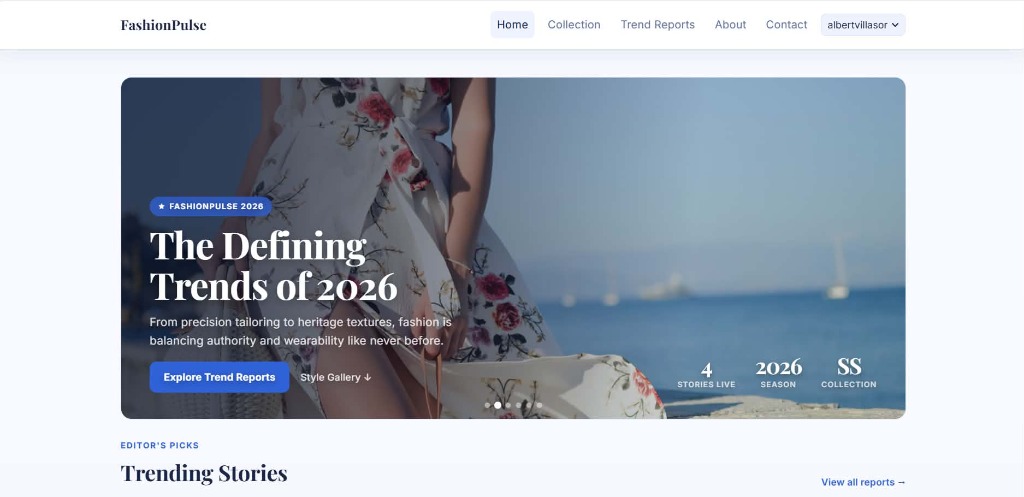 FashionPulse
Home Collection Trend Reports About Contact albertvillasor
★ FASHIONPULSE 2026
The Defining
Trends of 2026
From precision tailoring to heritage textures, fashion is
balancing authority and wearability like never before.
Explore Trend Reports Style Gallery ↓
4 2026 SS
STORIES LIVE SEASON COLLECTION
EDITOR'S PICKS
Trending Stories
View all reports →